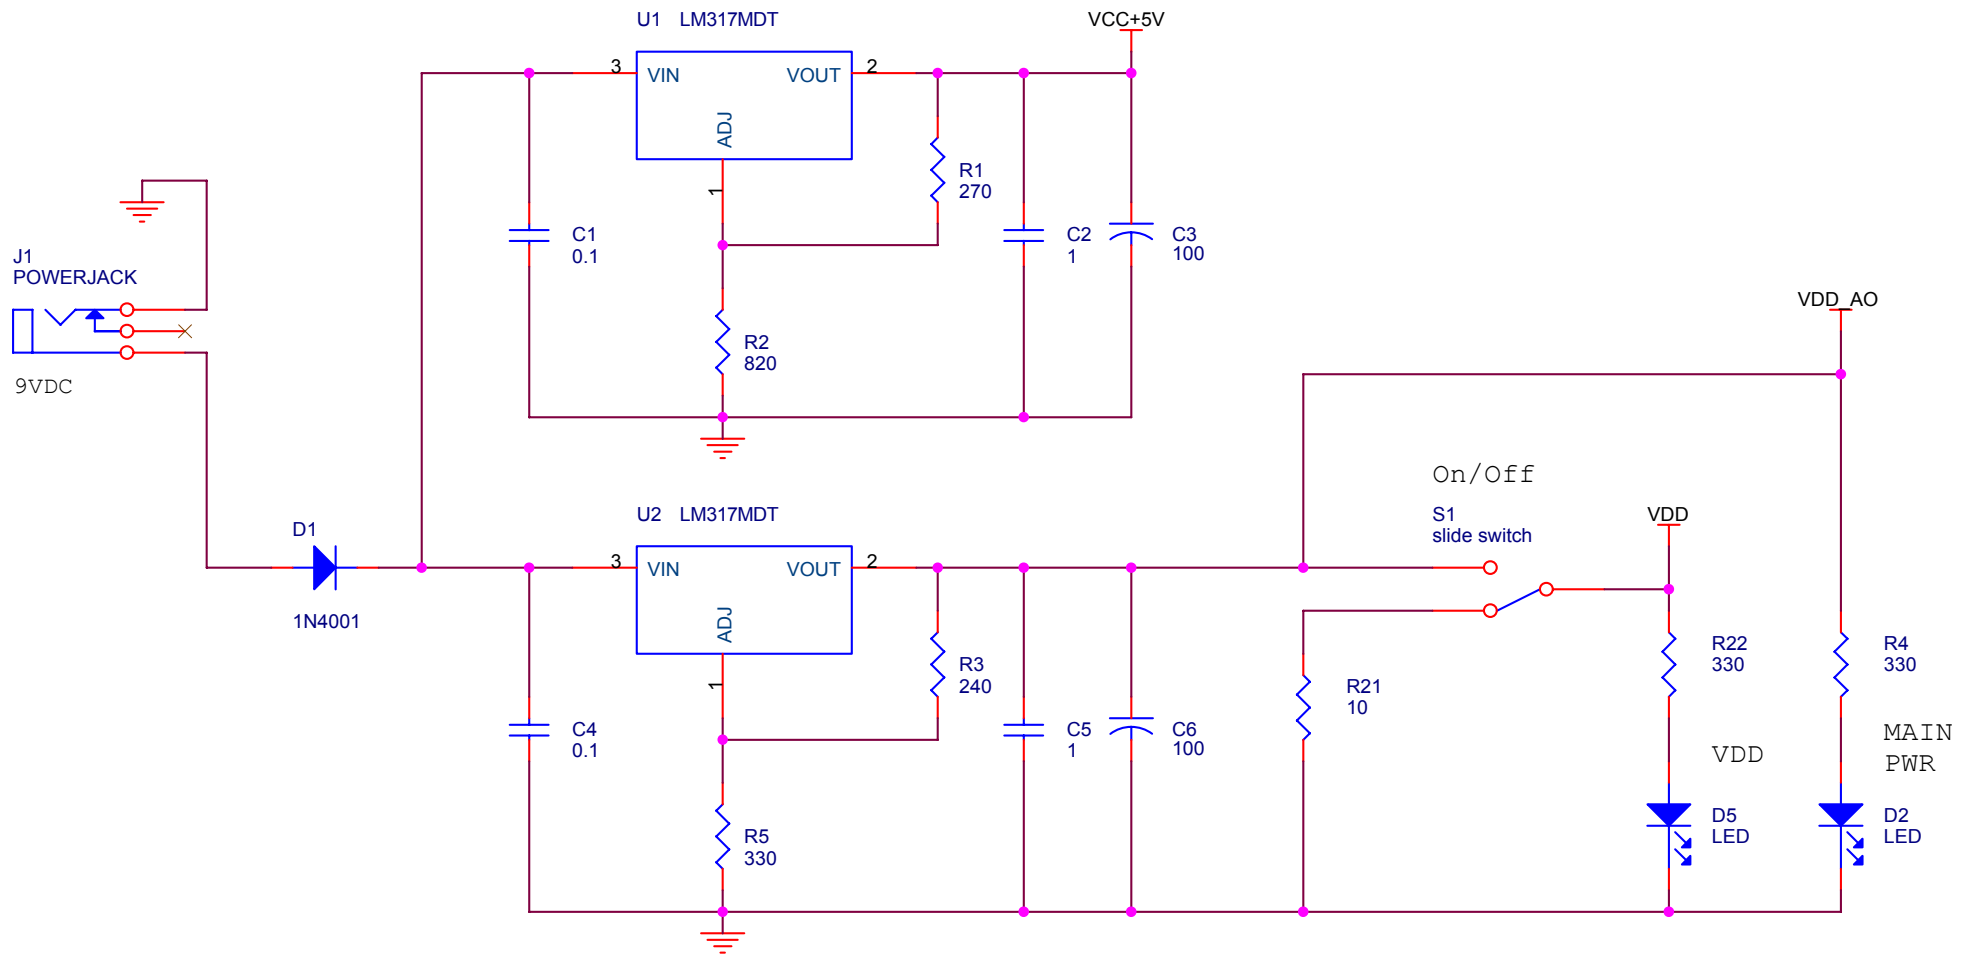 U1 LM317MDT
VCC+5V
3 VIN VOUT 2
ADJ
1
R1
270
C1
0.1
C2
1
C3
100
J1
POWERJACK
9VDC
R2
820
VDD_AO
On/Off
S1
slide switch
VDD
U2 LM317MDT
D1
1N4001
3 VIN VOUT 2
ADJ
1
R3
240
R21
10
R22
330
R4
330
C4
0.1
C5
1
C6
100
VDD
MAIN
PWR
R5
330
D5
LED
D2
LED